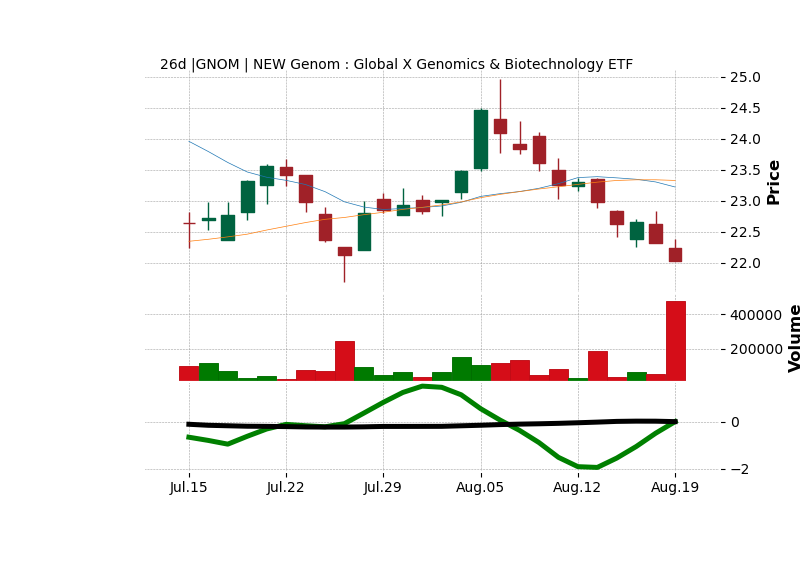 26d |GNOM | NEW Genom : Global X Genomics & Biotechnology ETF
25.0
24.5
24.0
23.5
23.0
22.5
22.0
Price
400000
200000
Volume
0
−2
Jul.15 Jul.22 Jul.29 Aug.05 Aug.12 Aug.19